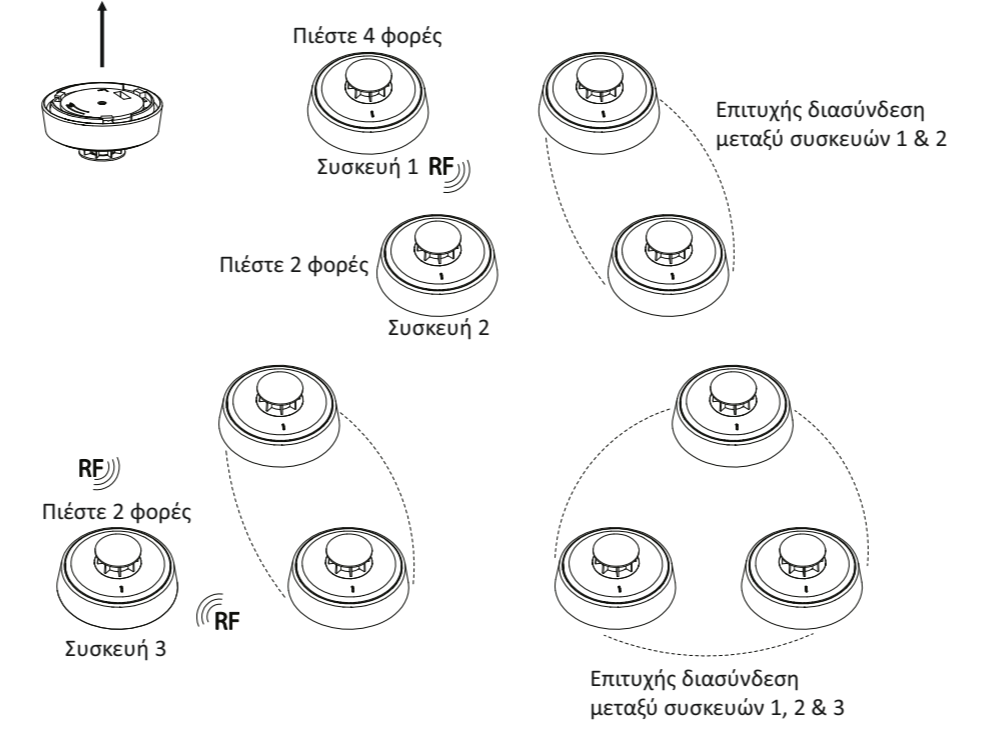 Πιέστε 4 φορές
Συσκευή 1 RF
Επιτυχής διασύνδεση
μεταξύ συσκευών 1 & 2
Πιέστε 2 φορές
Συσκευή 2
RF
Πιέστε 2 φορές
RF
Συσκευή 3
Επιτυχής διασύνδεση
μεταξύ συσκευών 1, 2 & 3